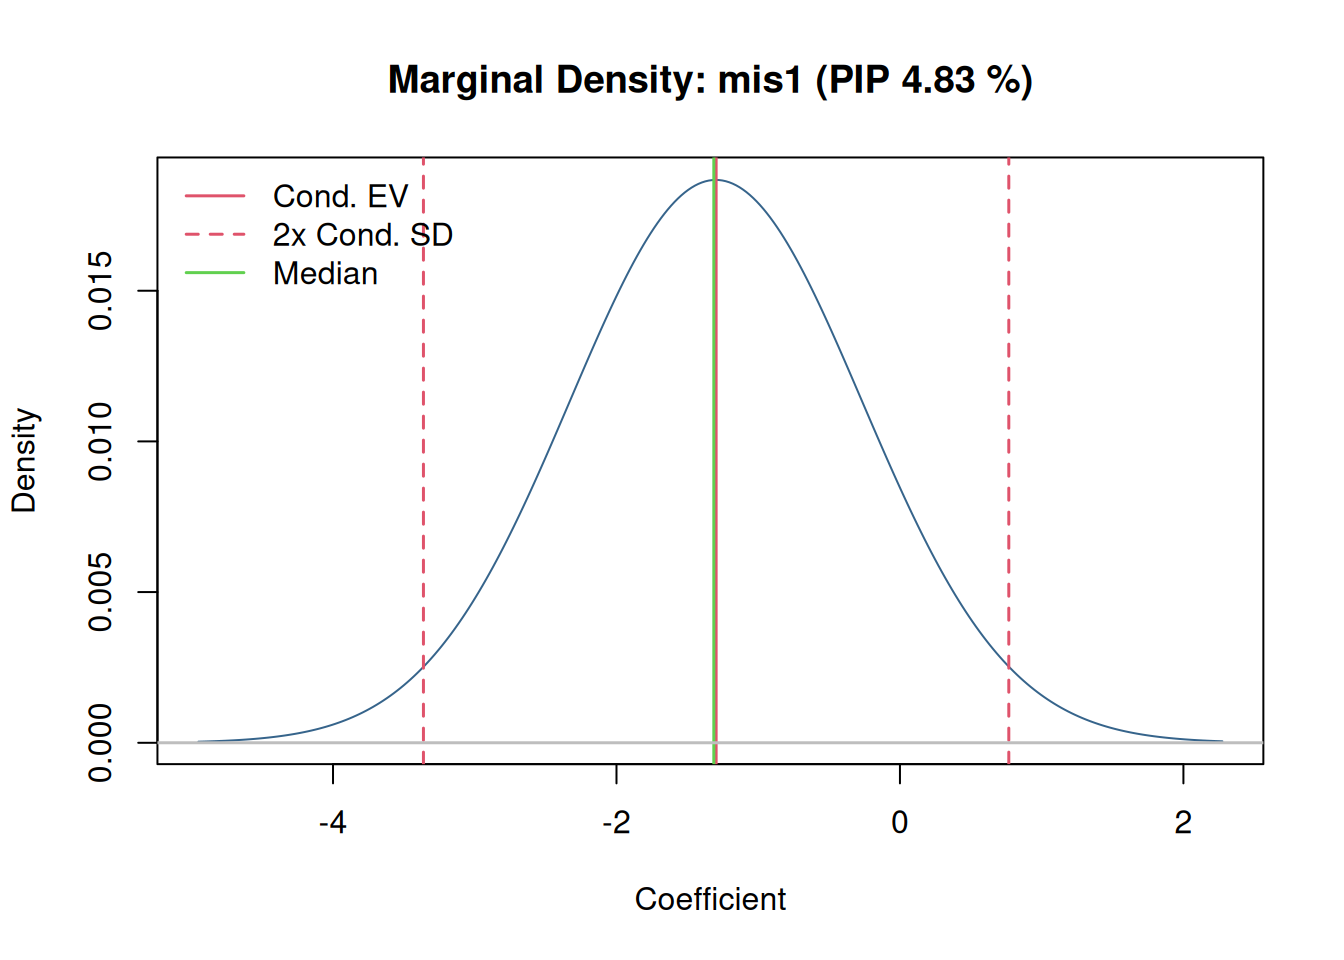 Marginal Density: mis1 (PIP 4.83 %)
Cond. EV
2x Cond. SD
Median
Density
0.015
0.010
0.005
0.000
-4 -2 0 2
Coefficient